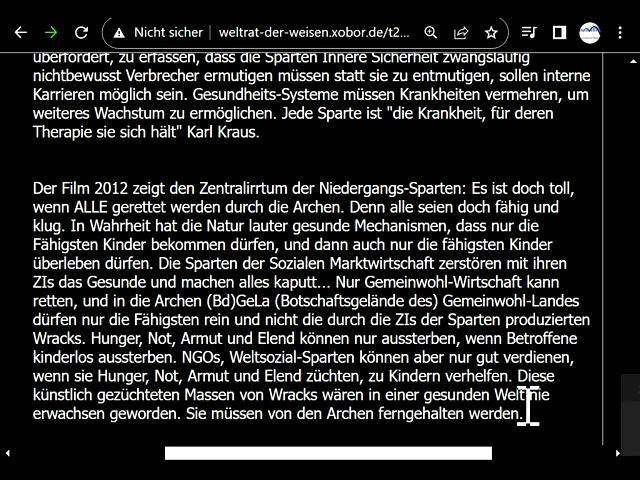 Nicht sicher | weltrat-der-weisen.xobor.de/t2...
überfordert, zu erfassen, dass die Sparten Innere Sicherheit zwangsläufig
nichtbewusst Verbrecher ermutigen müssen statt sie zu entmutigen, sollen interne
Karrieren möglich sein. Gesundheits-Systeme müssen Krankheiten vermehren, um
weiteres Wachstum zu ermöglichen. Jede Sparte ist "die Krankheit, für deren
Therapie sie sich hält" Karl Kraus.
Der Film 2012 zeigt den Zentralirrtum der Niedergangs-Sparten: Es ist doch toll,
wenn ALLE gerettet werden durch die Archen. Denn alle seien doch fähig und
klug. In Wahrheit hat die Natur lauter gesunde Mechanismen, dass nur die
Fähigsten Kinder bekommen dürfen, und dann auch nur die fähigsten Kinder
überleben dürfen. Die Sparten der Sozialen Marktwirtschaft zerstören mit ihren
ZIs das Gesunde und machen alles kaputt... Nur Gemeinwohl-Wirtschaft kann
retten, und in die Archen (Bd)GeLa (Botschaftsgelände des) Gemeinwohl-Landes
dürfen nur die Fähigsten rein und nicht die durch die ZIs der Sparten produzierten
Wracks. Hunger, Not, Armut und Elend können nur aussterben, wenn Betroffene
kinderlos aussterben. NGOs, Weltsozial-Sparten können aber nur gut verdienen,
wenn sie Hunger, Not, Armut und Elend züchten, zu Kindern verhelfen. Diese
künstlich gezüchteten Massen von Wracks wären in einer gesunden Welt nie
erwachsen geworden. Sie müssen von den Archen ferngehalten werden.